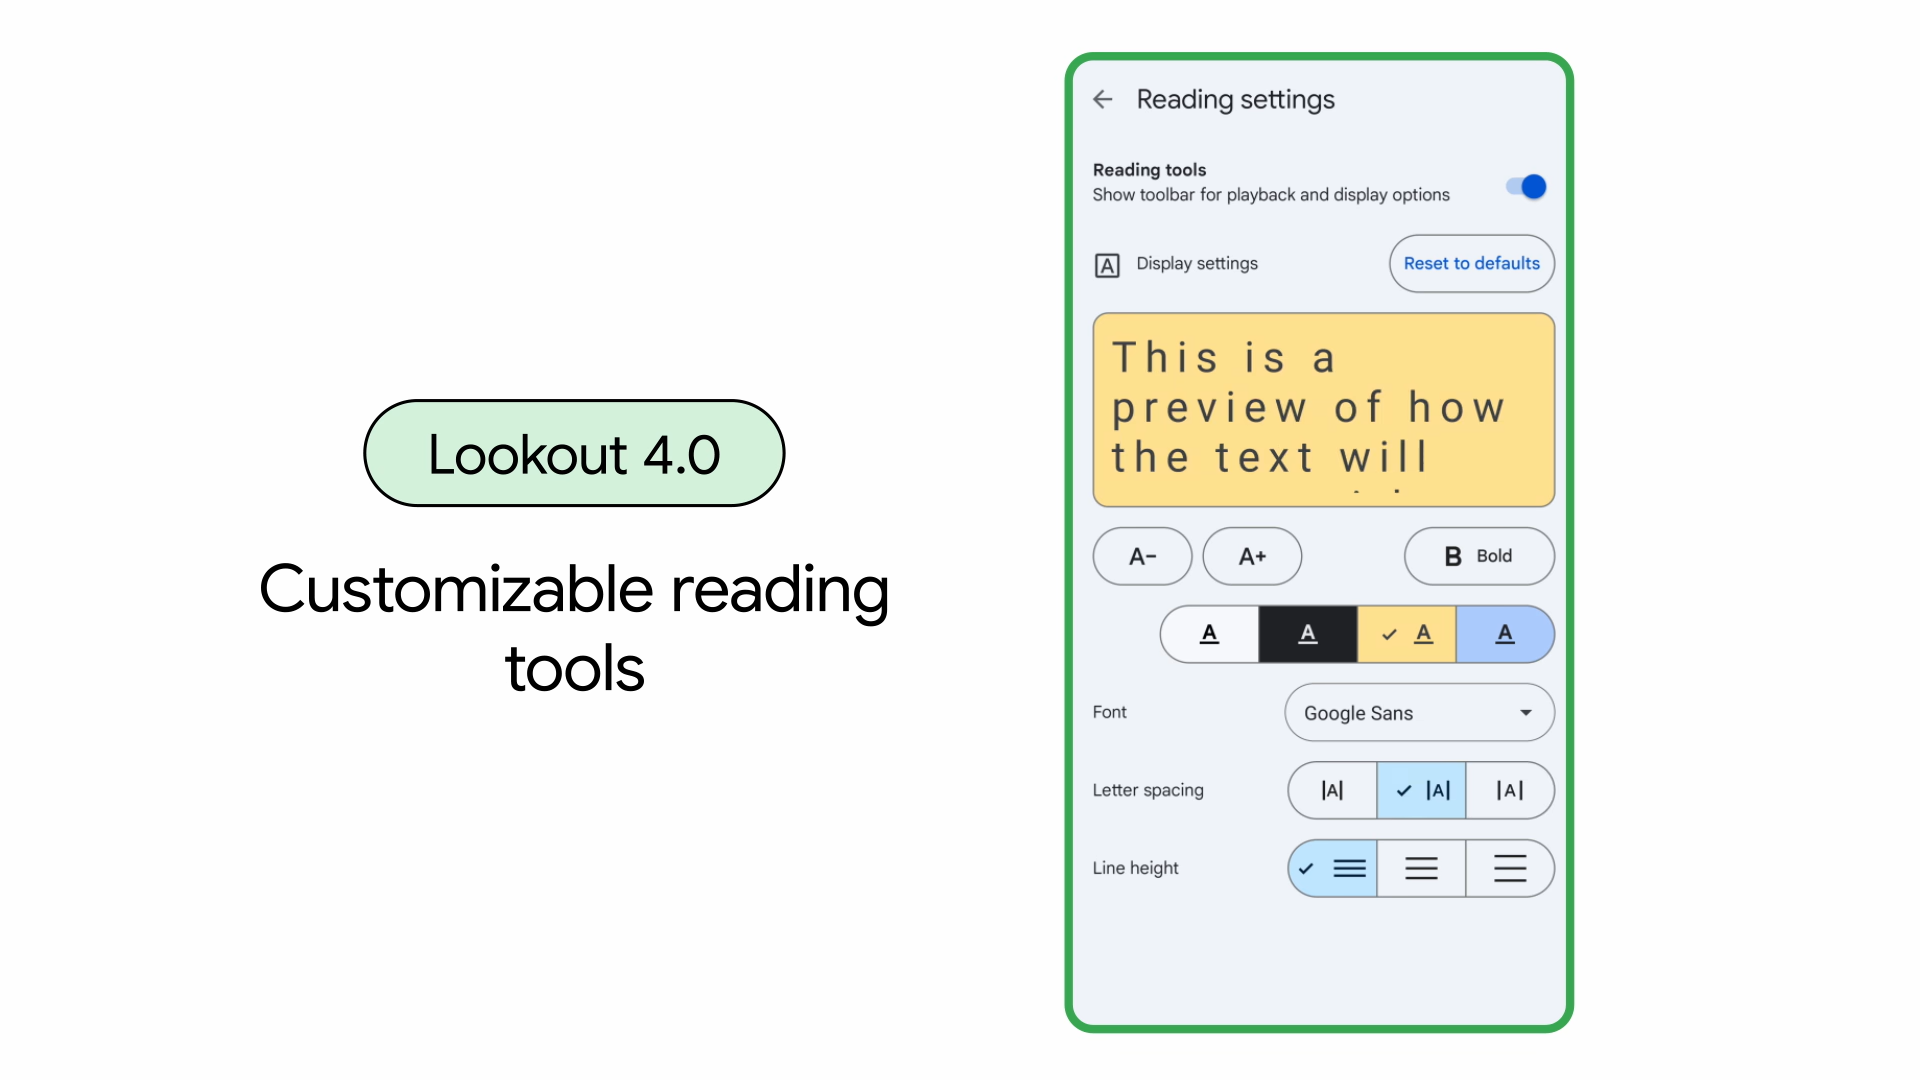 Lookout 4.0
Customizable reading
tools
Reading settings
Reading tools
Show toolbar for playback and display options
A Display settings
Reset to defaults
This is a
preview of how
the text will
A- A+ B Bold
A A A A
Font Google Sans
Letter spacing |A| |A| |A|
Line height